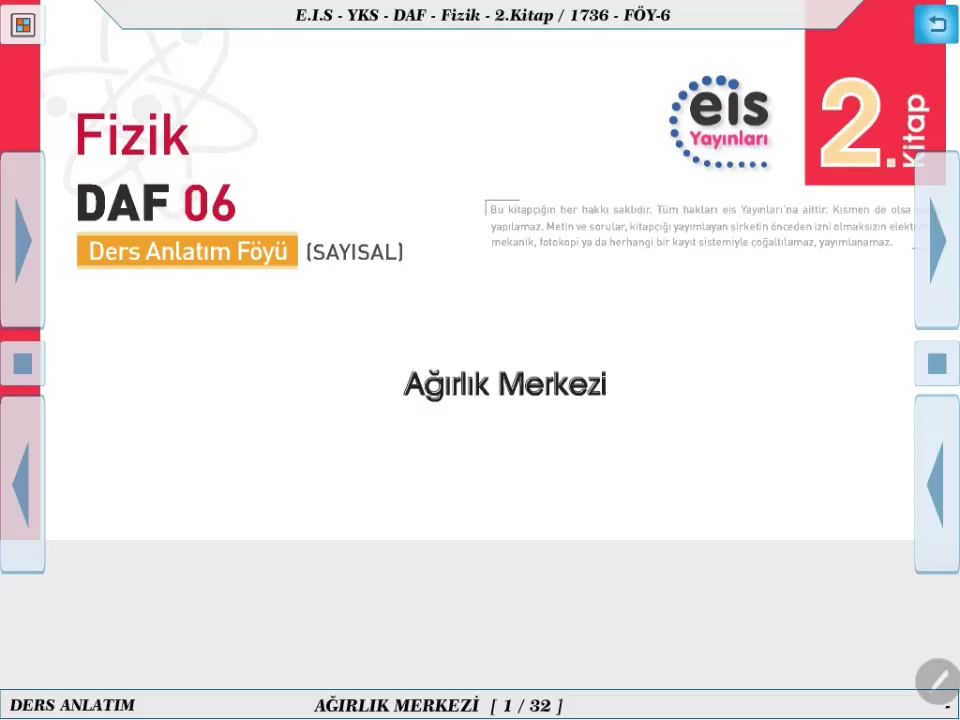 E.I.S - YKS - DAF - Fizik - 2.Kitap / 1736 - FÖY-6
eis
Yayınları
2. Kitap
Fizik
DAF 06
Ders Anlatım Föyü (SAYISAL)
Bu kitapçığın her hakkı saklıdır. Tüm hakları eis Yayınları'na aittir. Kısmen de olsa
yapılamaz. Metin ve sorular, kitapçığı yayımlayan şirketin önceden izni olmaksızın
mekanik, fotokopi ya da herhangi bir kayıt sistemiyle çoğaltılamaz, yayımlanamaz.
Ağırlık Merkezi
DERS ANLATIM
AĞIRLIK MERKEZİ [ 1 / 32 ]
-